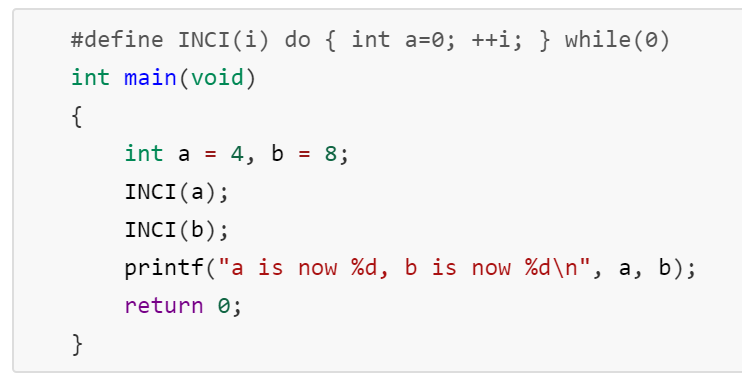 #define INCI(i) do { int a=0; ++i; } while(0)
int main(void)
{
    int a = 4, b = 8;
    INCI(a);
    INCI(b);
    printf("a is now %d, b is now %d\n", a, b);
    return 0;
}